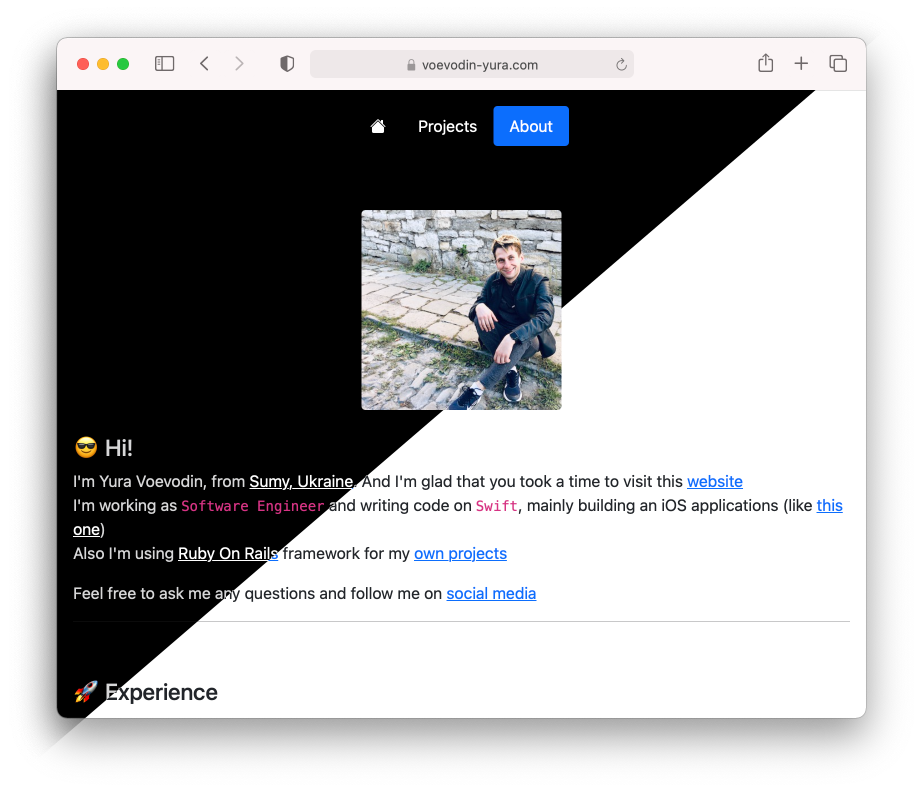 voevodin-yura.com
Projects
About
😎 Hi!
I'm Yura Voevodin, from Sumy, Ukraine. And I'm glad that you took a time to visit this website
I'm working as Software Engineer and writing code on Swift, mainly building an iOS applications (like this
one)
Also I'm using Ruby On Rails framework for my own projects
Feel free to ask me any questions and follow me on social media
🚀 Experience